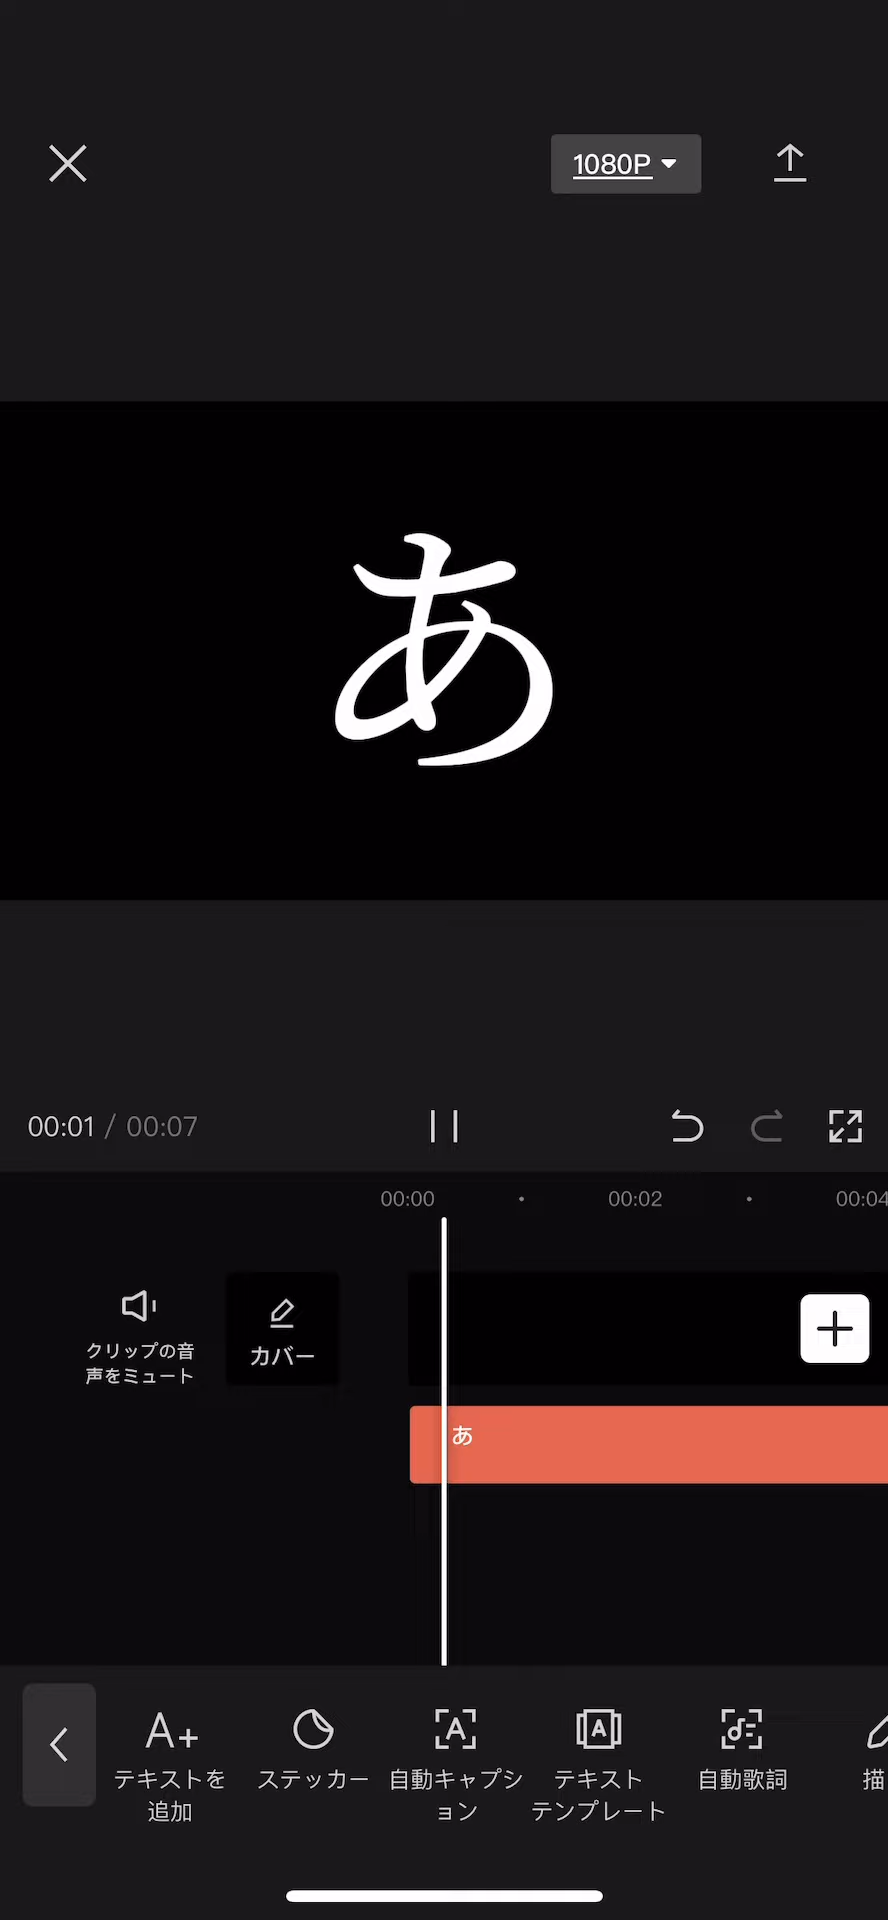 1080P
あ
00:01 / 00:07
00:00 00:02 00:04
クリップの音
声をミュート
カバー
あ
テキストを
追加
ステッカー
自動キャプシ
ョン
テキスト
テンプレート
自動歌詞
描